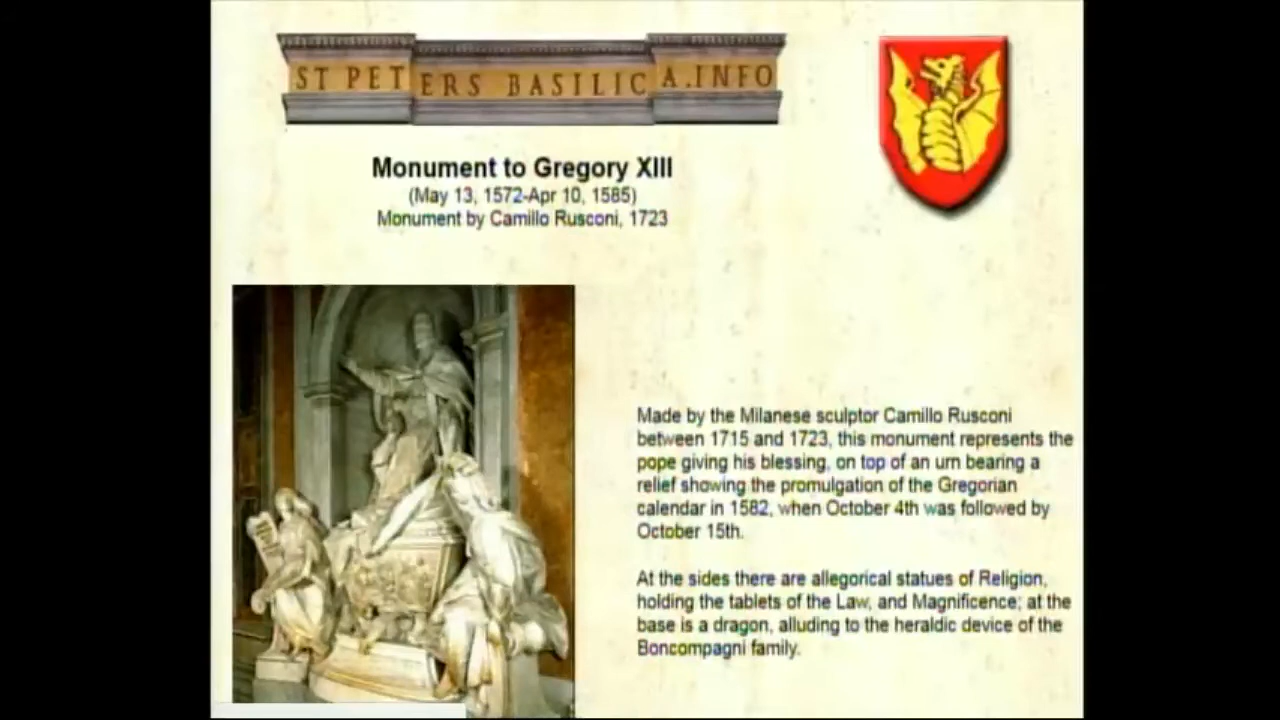 ST PETERS BASILICA.INFO
Monument to Gregory XIII
(May 13, 1572-Apr 10, 1585)
Monument by Camillo Rusconi, 1723
Made by the Milanese sculptor Camillo Rusconi
between 1715 and 1723, this monument represents the
pope giving his blessing, on top of an urn bearing a
relief showing the promulgation of the Gregorian
calendar in 1582, when October 4th was followed by
October 15th.
At the sides there are allegorical statues of Religion,
holding the tablets of the Law, and Magnificence; at the
base is a dragon, alluding to the heraldic device of the
Boncompagni family.